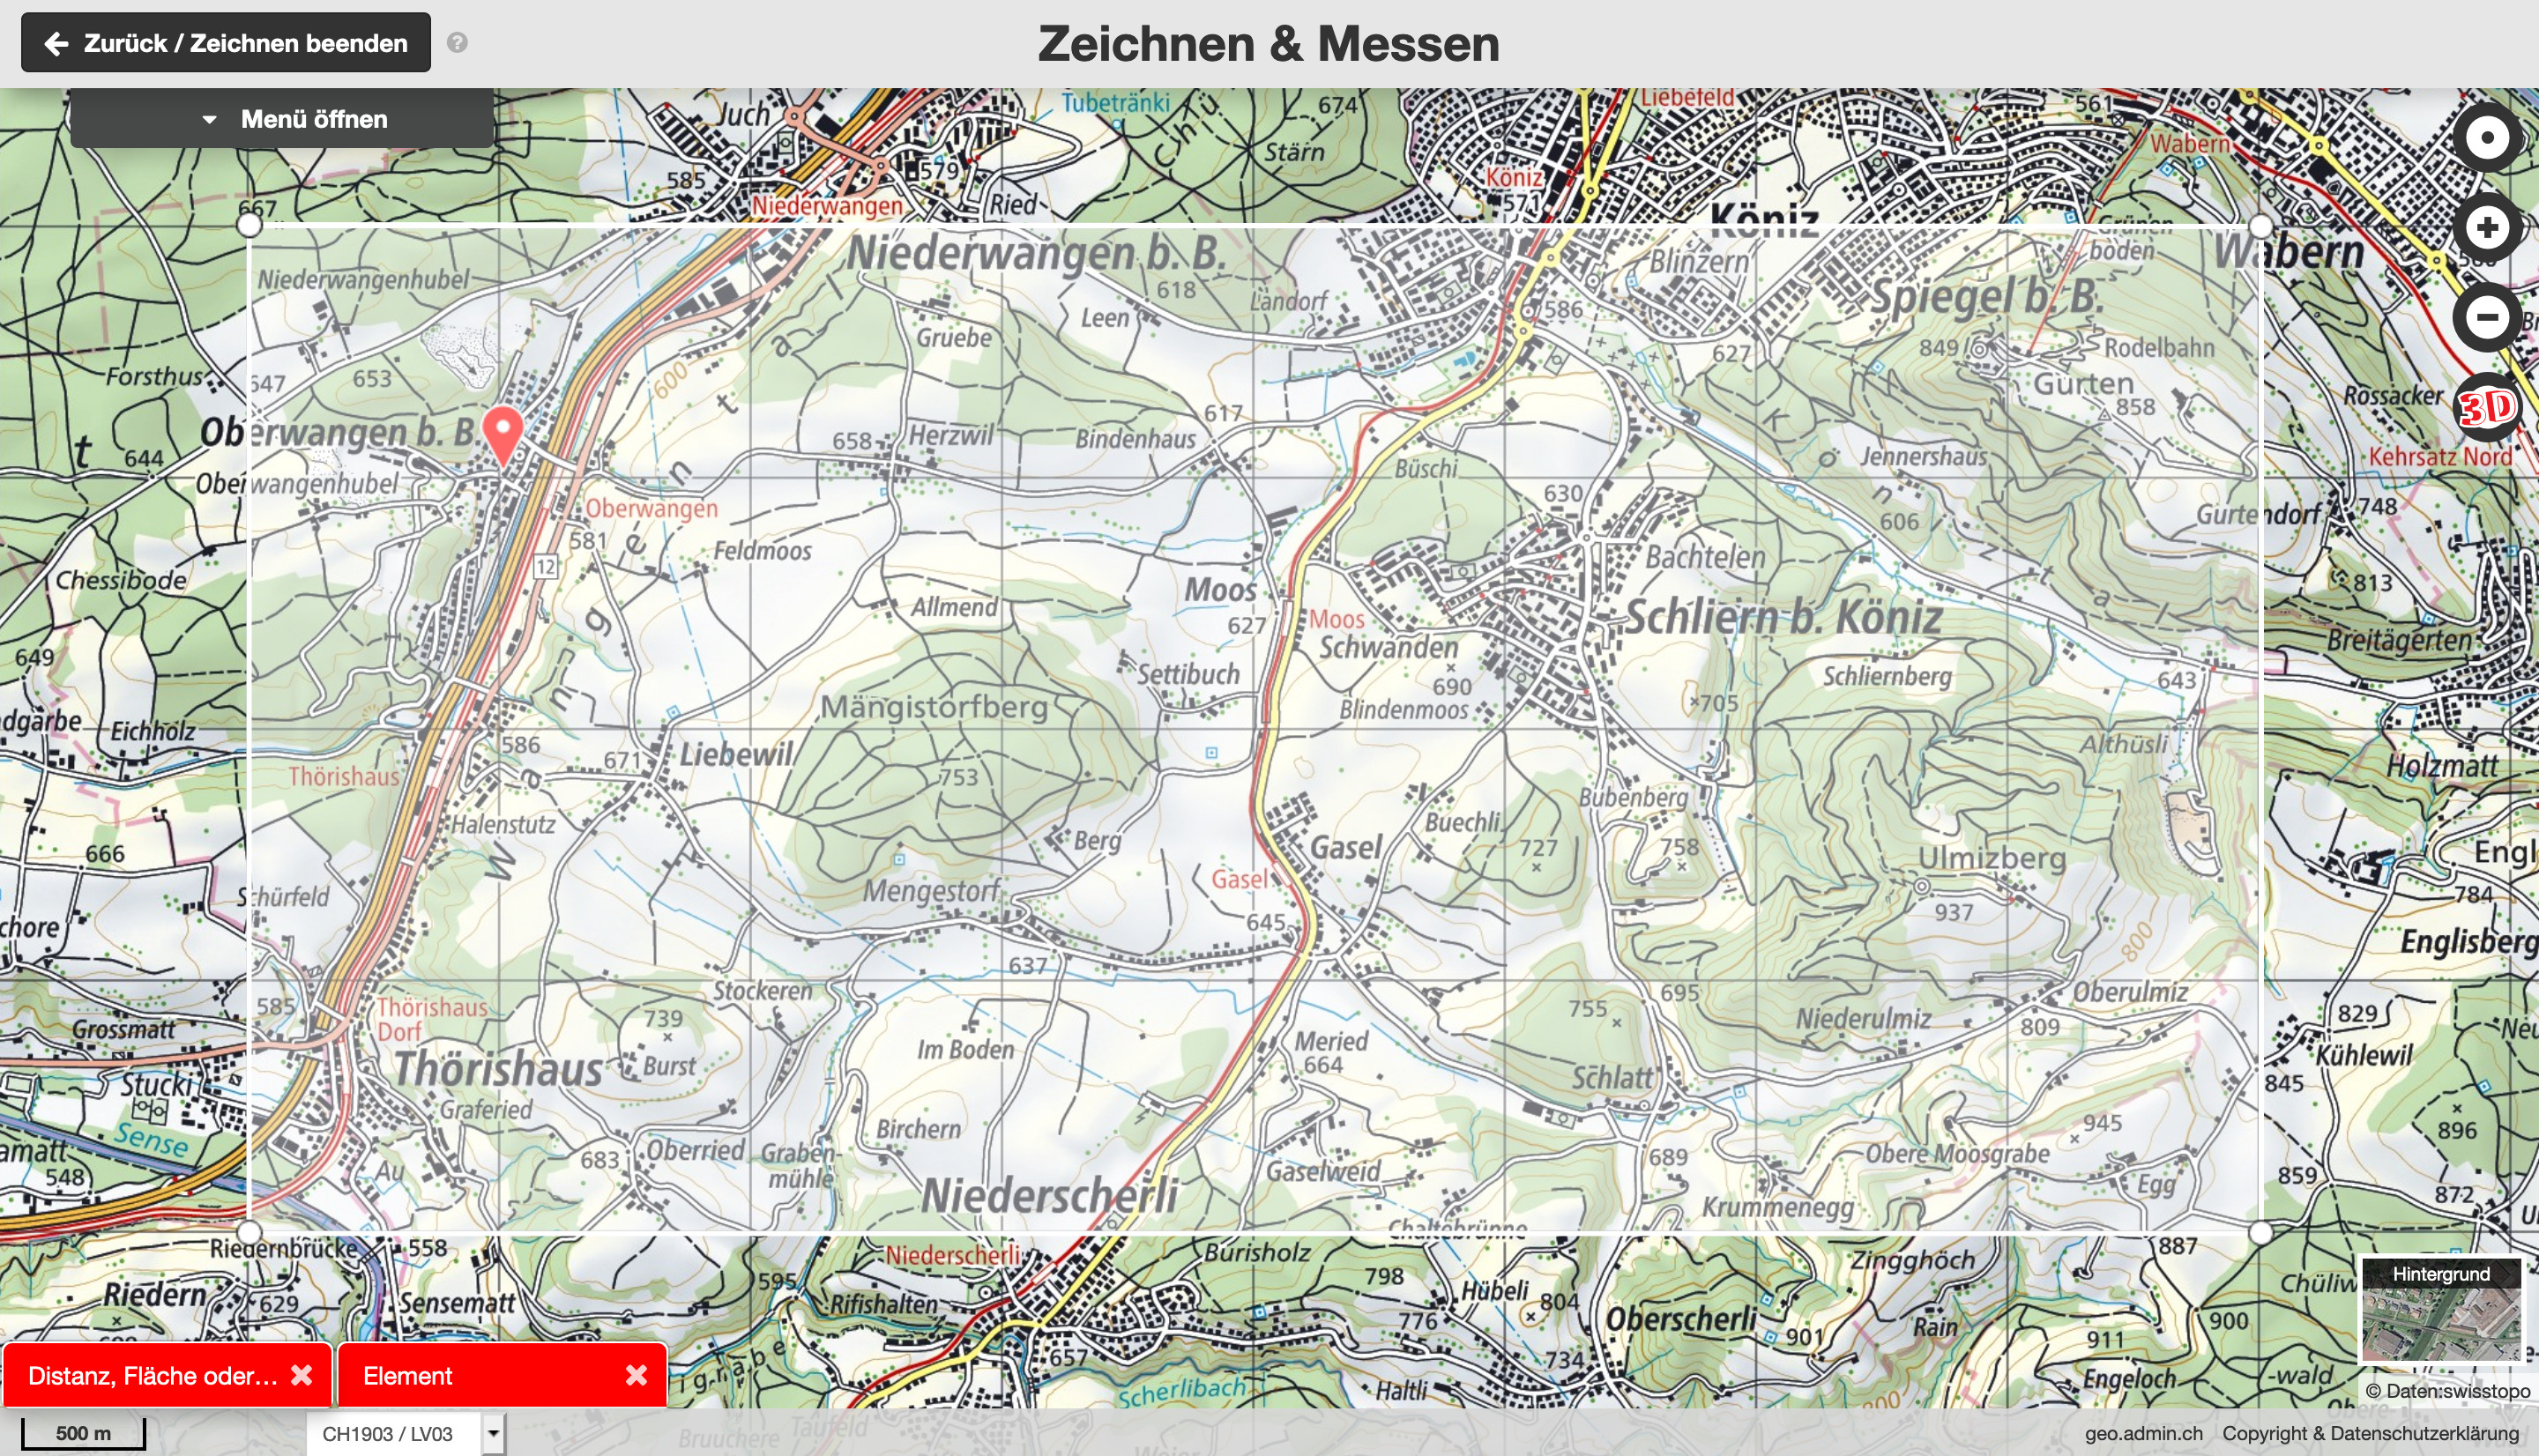 Zurück / Zeichnen beenden
?
Zeichnen & Messen
Menü öffnen
Juch
Tubetränki
674
Liebefeld
561
Stärn
Wabern
585
579
Köniz
571
Niederwangen
Ried
667
Köniz
Grünen-
boden
Wabern
Niederwangenhubel
Niederwangen b. B.
618
Landorf
Blinzern
Spiegel b. B.
Leen
586
Gruebe
627
849
Rodelbahn
Forsthus
647
653
600
Gurten
858
Rossacker
3D
617
Oberwangen b. B.
644
658
Herzwil
Bindenhaus
Büschi
Jennershaus
Kehrsatz Nord
Oberwangenhubel
630
Oberwangen
606
Gurtendorf
748
581
12
Feldmoos
Bachtelen
Chessibode
Moos
813
Allmend
Moos
627
Schliern b. Köniz
Schwanden
Breitägerten
649
Settibuch
690
Schliernberg
643
Mängistorfberg
Blindenmoos
705
Eichholz
586
671
Liebewil
Althüsli
Thörishaus
753
Holzmatt
Bubenberg
Halenstutz
Buechli
Berg
Gasel
727
758
666
Ulmizberg
Gasel
Mengestorf
784
Schürfeld
937
645
Englisberg
800
637
Stockeren
585
Thörishaus
Dorf
739
755
695
Oberulmiz
829
Grossmatt
Niederulmiz
809
Im Boden
Meried
664
Kühlewil
Thörishaus
Burst
Schlatt
845
Stucki
Graferied
945
896
Sense
Birchern
Oberried
Graben-
mühle
683
689
Obere Moosgrabe
548
Au
Gaselweid
859
Egg
872
Niederscherli
Krummenegg
Chaltebrünne
Riedernbrücke
558
Niederscherli
Burisholz
Zingghöch
887
595
798
Hübeli
Hintergrund
Riedern
629
Sensematt
Rifishalten
804
Oberscherli
776
901
Rain
911
900
657
734
Distanz, Fläche oder...
Element
Scherlibach
Haltli
Engeloch
-wald
© Daten:swisstopo
500 m
CH1903 / LV03
geo.admin.ch
Copyright & Datenschutzerklärung